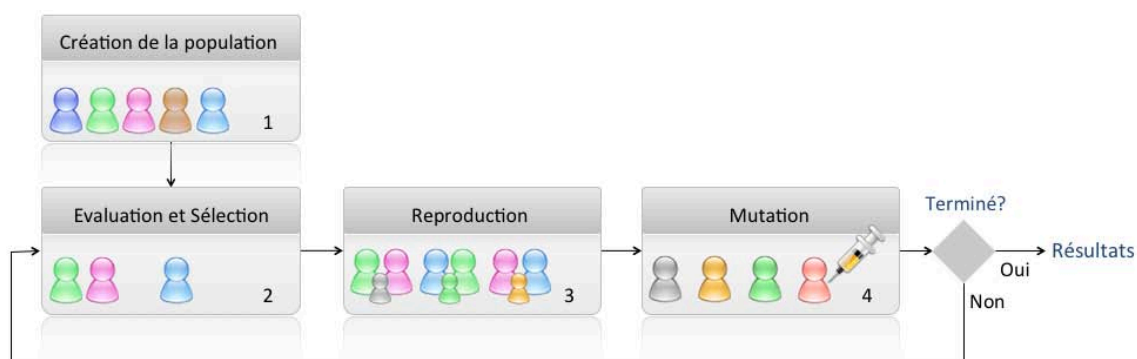 Création de la population
1
Evaluation et Sélection
2
Reproduction
3
Mutation
4
Terminé?
Oui
Résultats
Non